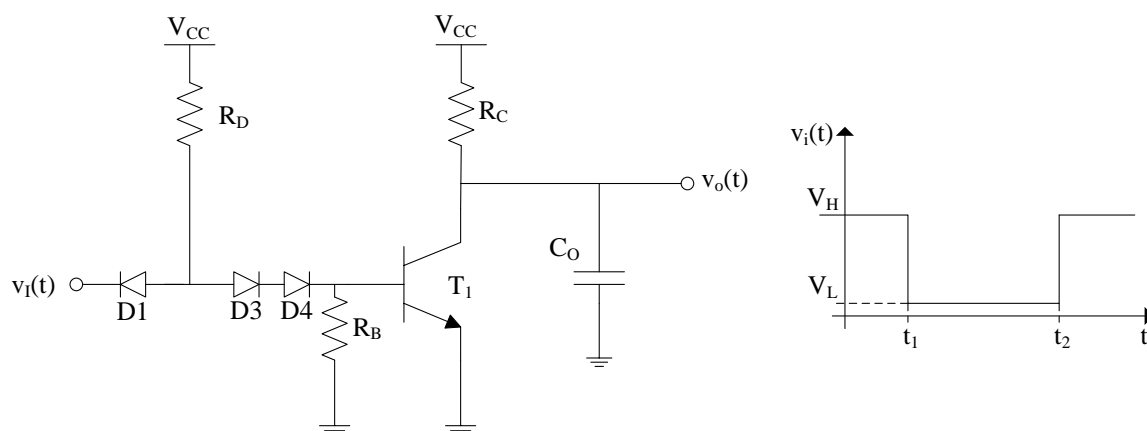 V_CC
V_CC
R_D
R_C
v_i(t)
v_o(t)
V_H
C_O
v_I(t)
T_1
D1
D3
D4
R_B
V_L
t_1
t_2
t